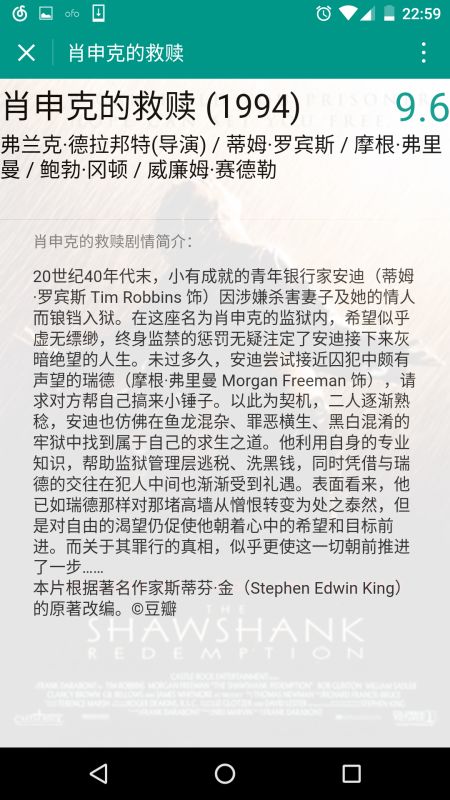 ofo
22:59
肖申克的救赎
肖申克的救赎 (1994)
9.6
弗兰克·德拉邦特(导演) / 蒂姆·罗宾斯 / 摩根·弗里
曼 / 鲍勃·冈顿 / 威廉姆·赛德勒
肖申克的救赎剧情简介：
20世纪40年代末，小有成就的青年银行家安迪（蒂姆
·罗宾斯 Tim Robbins 饰）因涉嫌杀害妻子及她的情人
而锒铛入狱。在这座名为肖申克的监狱内，希望似乎
虚无缥缈，终身监禁的惩罚无疑注定了安迪接下来灰
暗绝望的人生。未过多久，安迪尝试接近囚犯中颇有
声望的瑞德（摩根·弗里曼 Morgan Freeman 饰），请
求对方帮自己搞来小锤子。以此为契机，二人逐渐熟
稔，安迪也仿佛在鱼龙混杂、罪恶横生、黑白混淆的
牢狱中找到属于自己的求生之道。他利用自身的专业
知识，帮助监狱管理层逃税、洗黑钱，同时凭借与瑞
德的交往在犯人中间也渐渐受到礼遇。表面看来，他
已如瑞德那样对那堵高墙从憎恨转变为处之泰然，但
是对自由的渴望仍促使他朝着心中的希望和目标前
进。而关于其罪行的真相，似乎更使这一切朝前推进
了一步……
本片根据著名作家斯蒂芬·金（Stephen Edwin King）
的原著改编。©豆瓣
THE
SHAWSHANK
REDEMPTION